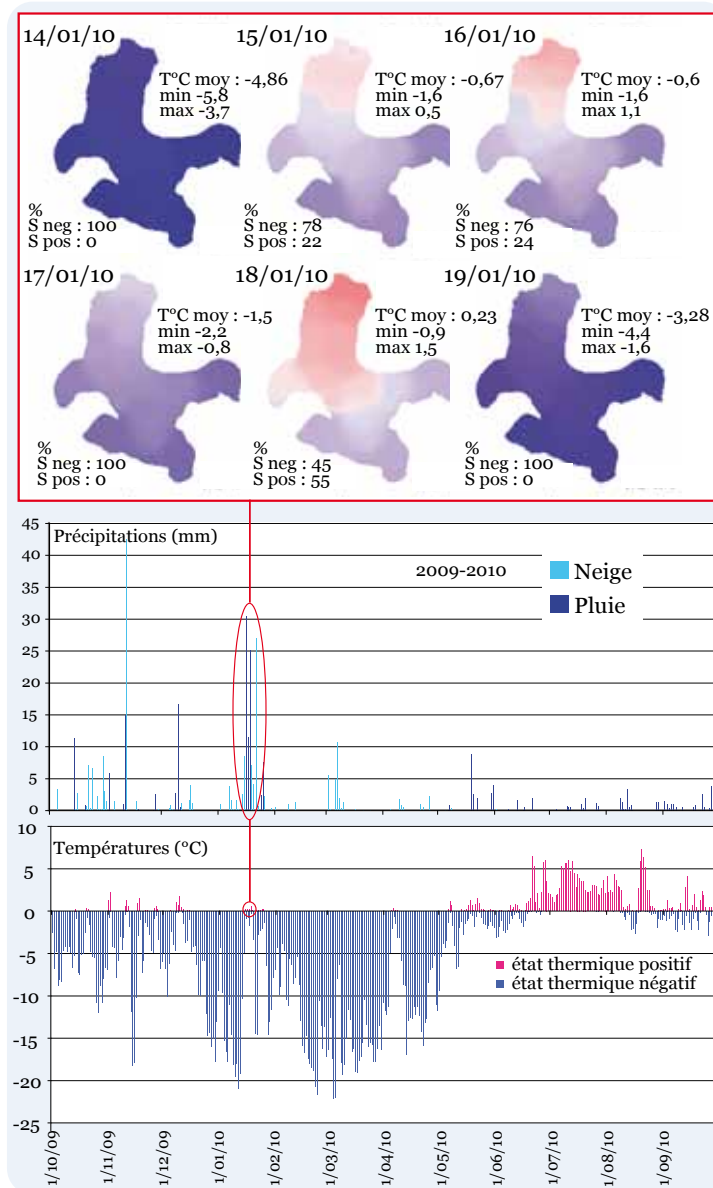 14/01/10
T°C moy : -4,86
min -5,8
max -3,7
%
S neg : 100
S pos : 0
15/01/10
T°C moy : -0,67
min -1,6
max 0,5
%
S neg : 78
S pos : 22
16/01/10
T°C moy : -0,6
min -1,6
max 1,1
%
S neg : 76
S pos : 24
17/01/10
T°C moy : -1,5
min -2,2
max -0,8
%
S neg : 100
S pos : 0
18/01/10
T°C moy : 0,23
min -0,9
max 1,5
%
S neg : 45
S pos : 55
19/01/10
T°C moy : -3,28
min -4,4
max -1,6
%
S neg : 100
S pos : 0
Précipitations (mm)
2009-2010
Neige
Pluie
45
40
35
30
25
20
15
10
5
0
Températures (°C)
10
5
0
-5
-10
-15
-20
-25
état thermique positif
état thermique négatif
1/10/09
1/11/09
1/12/09
1/01/10
1/02/10
1/03/10
1/04/10
1/05/10
1/06/10
1/07/10
1/08/10
1/09/10